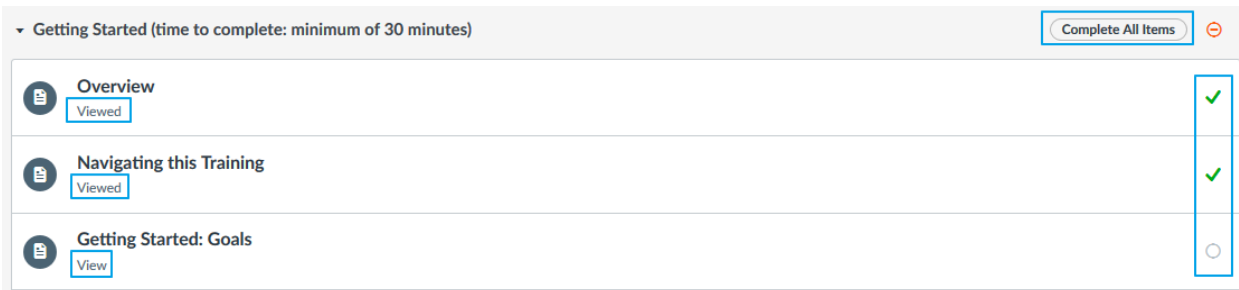 Getting Started (time to complete: minimum of 30 minutes) Complete All Items
Overview
Viewed
Navigating this Training
Viewed
Getting Started: Goals
View